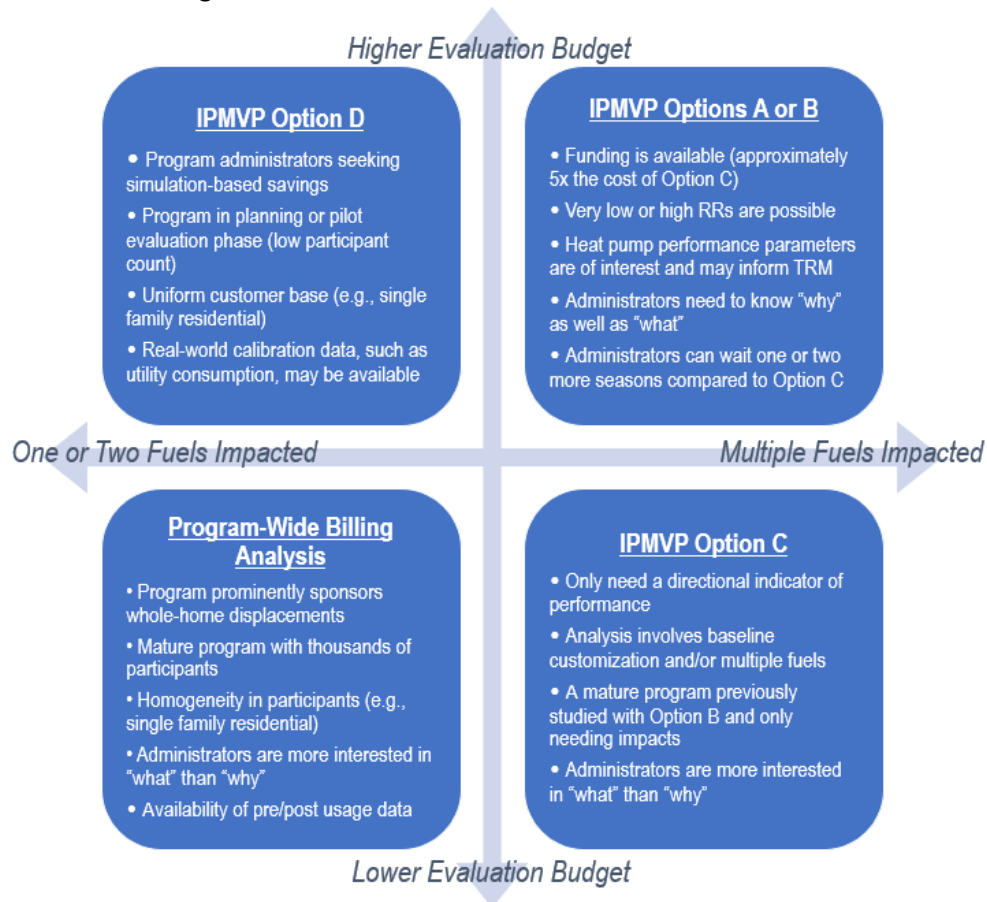 Higher Evaluation Budget
IPMVP Option D
• Program administrators seeking
simulation-based savings
• Program in planning or pilot
evaluation phase (low participant
count)
• Uniform customer base (e.g., single
family residential)
• Real-world calibration data, such as
utility consumption, may be available
IPMVP Options A or B
• Funding is available (approximately
5x the cost of Option C)
• Very low or high RRs are possible
• Heat pump performance parameters
are of interest and may inform TRM
• Administrators need to know “why”
as well as “what”
• Administrators can wait one or two
more seasons compared to Option C
One or Two Fuels Impacted
Multiple Fuels Impacted
Program-Wide Billing
Analysis
• Program prominently sponsors
whole-home displacements
• Mature program with thousands of
participants
• Homogeneity in participants (e.g.,
single family residential)
• Administrators are more interested in
“what” than “why”
• Availability of pre/post usage data
IPMVP Option C
• Only need a directional indicator of
performance
• Analysis involves baseline
customization and/or multiple fuels
• A mature program previously
studied with Option B and only
needing impacts
• Administrators are more interested
in “what” than “why”
Lower Evaluation Budget